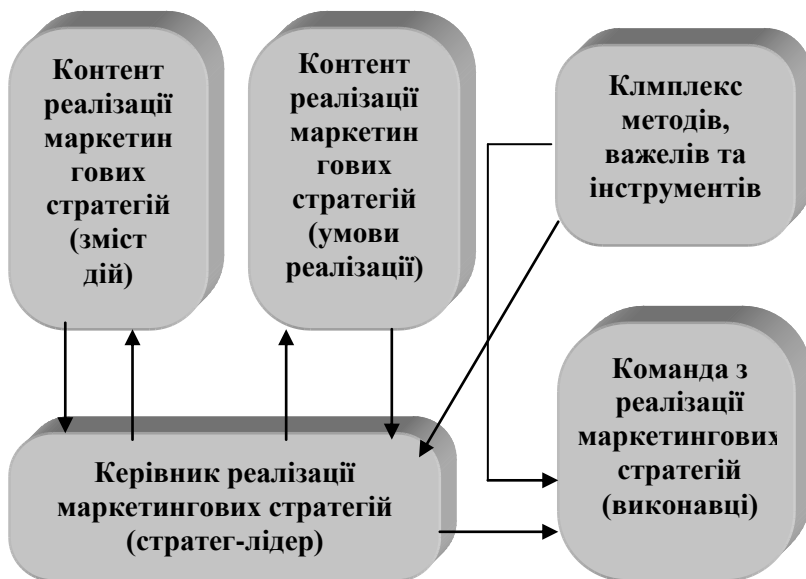 Контент
реалізації
маркетин
гових
стратегій
(зміст
дій)
Контент
реалізації
маркетин
гових
стратегій
(умови
реалізації)
Клмплекс
методів,
важелів та
інструментів
Команда з
реалізації
маркетингових
стратегій
(виконавці)
Керівник реалізації
маркетингових стратегій
(стратег-лідер)